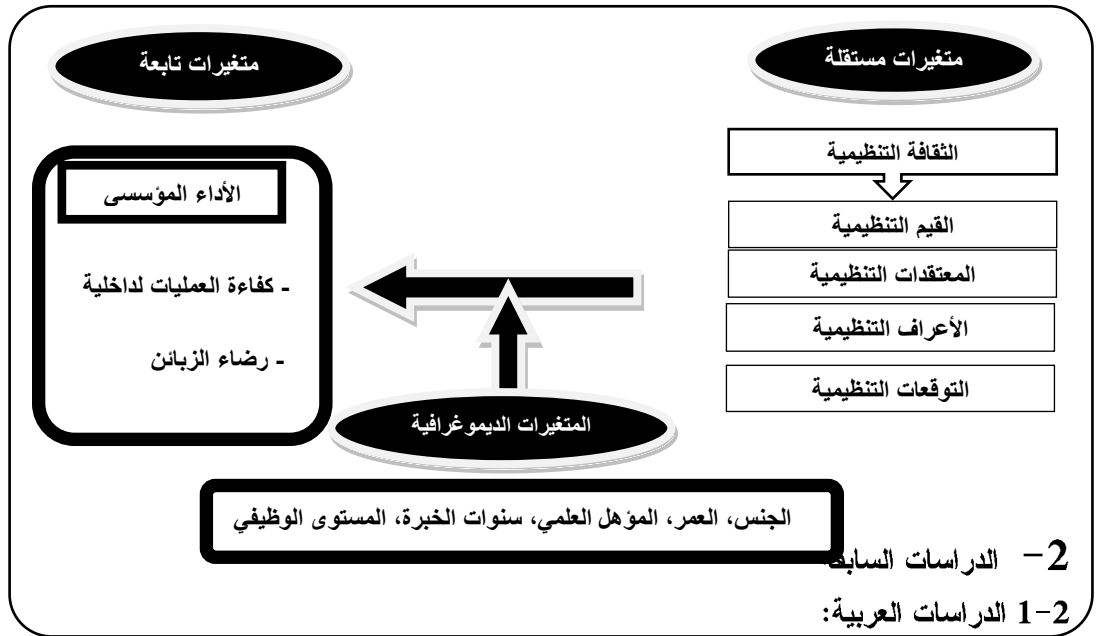 متغيرات مستقلة
متغيرات تابعة
الثقافة التنظيمية
القيم التنظيمية
المعتقدات التنظيمية
الأعراف التنظيمية
التوقعات التنظيمية
الأداء المؤسسى
- كفاءة العمليات لداخلية
- رضاء الزبائن
المتغيرات الديموغرافية
الجنس، العمر، المؤهل العلمي، سنوات الخبرة، المستوى الوظيفي
2- الدراسات السابقة
2-1 الدراسات العربية: